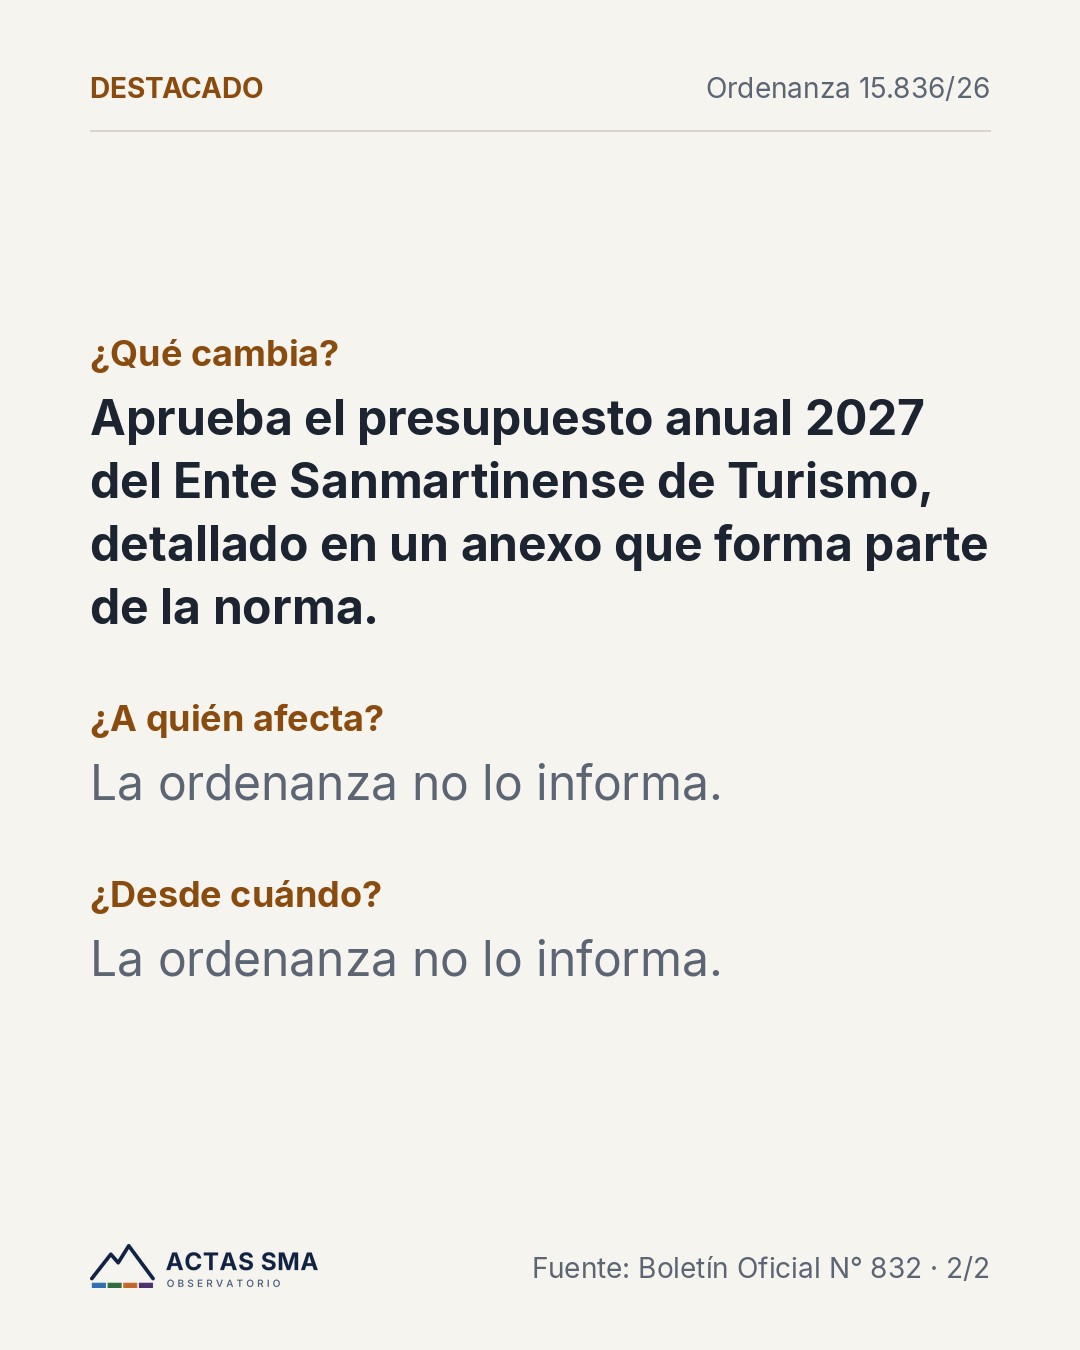 DESTACADO
Ordenanza 15.836/26
¿Qué cambia?
Aprueba el presupuesto anual 2027
del Ente Sanmartinense de Turismo,
detallado en un anexo que forma parte
de la norma.
¿A quién afecta?
La ordenanza no lo informa.
¿Desde cuándo?
La ordenanza no lo informa.
ACTAS SMA
OBSERVATORIO
Fuente: Boletín Oficial N° 832 · 2/2